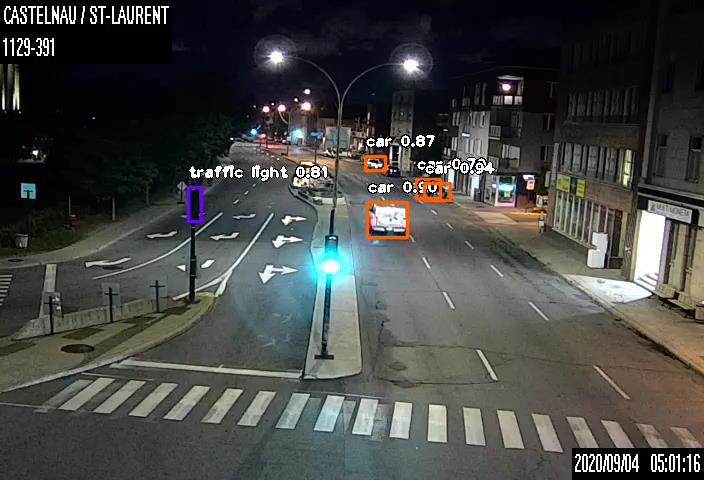 CASTELNAU / ST-LAURENT
1129-391
car 0.87
traffic light 0.81
car 0.94
car 0.90
2020/09/04 05:01:16